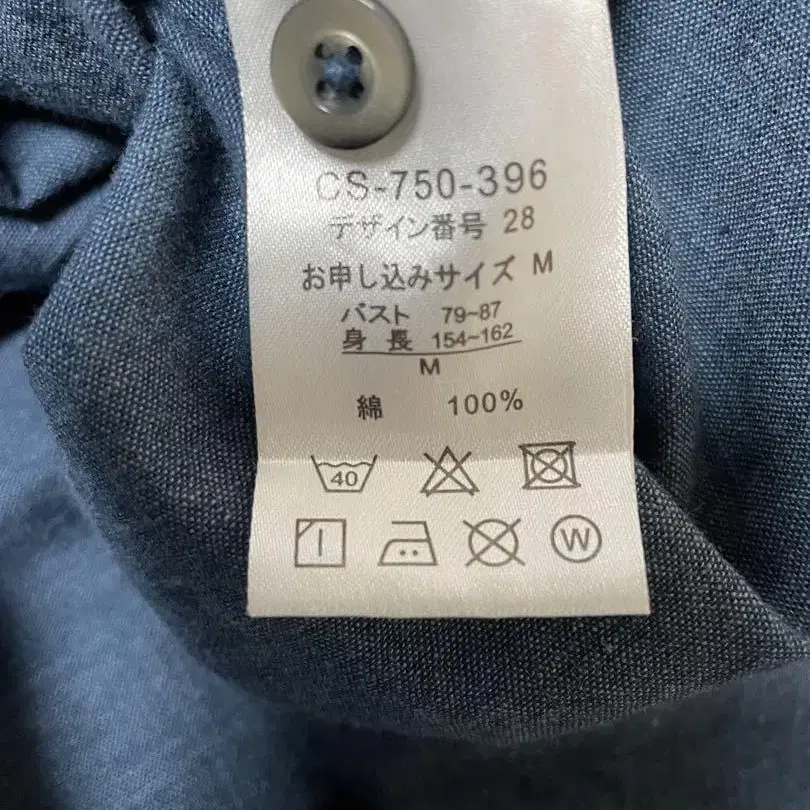 CS-750-396
デザイン番号 28
お申し込みサイズ M
バスト 79~87
身長 154~162
M
綿 100%
40
W